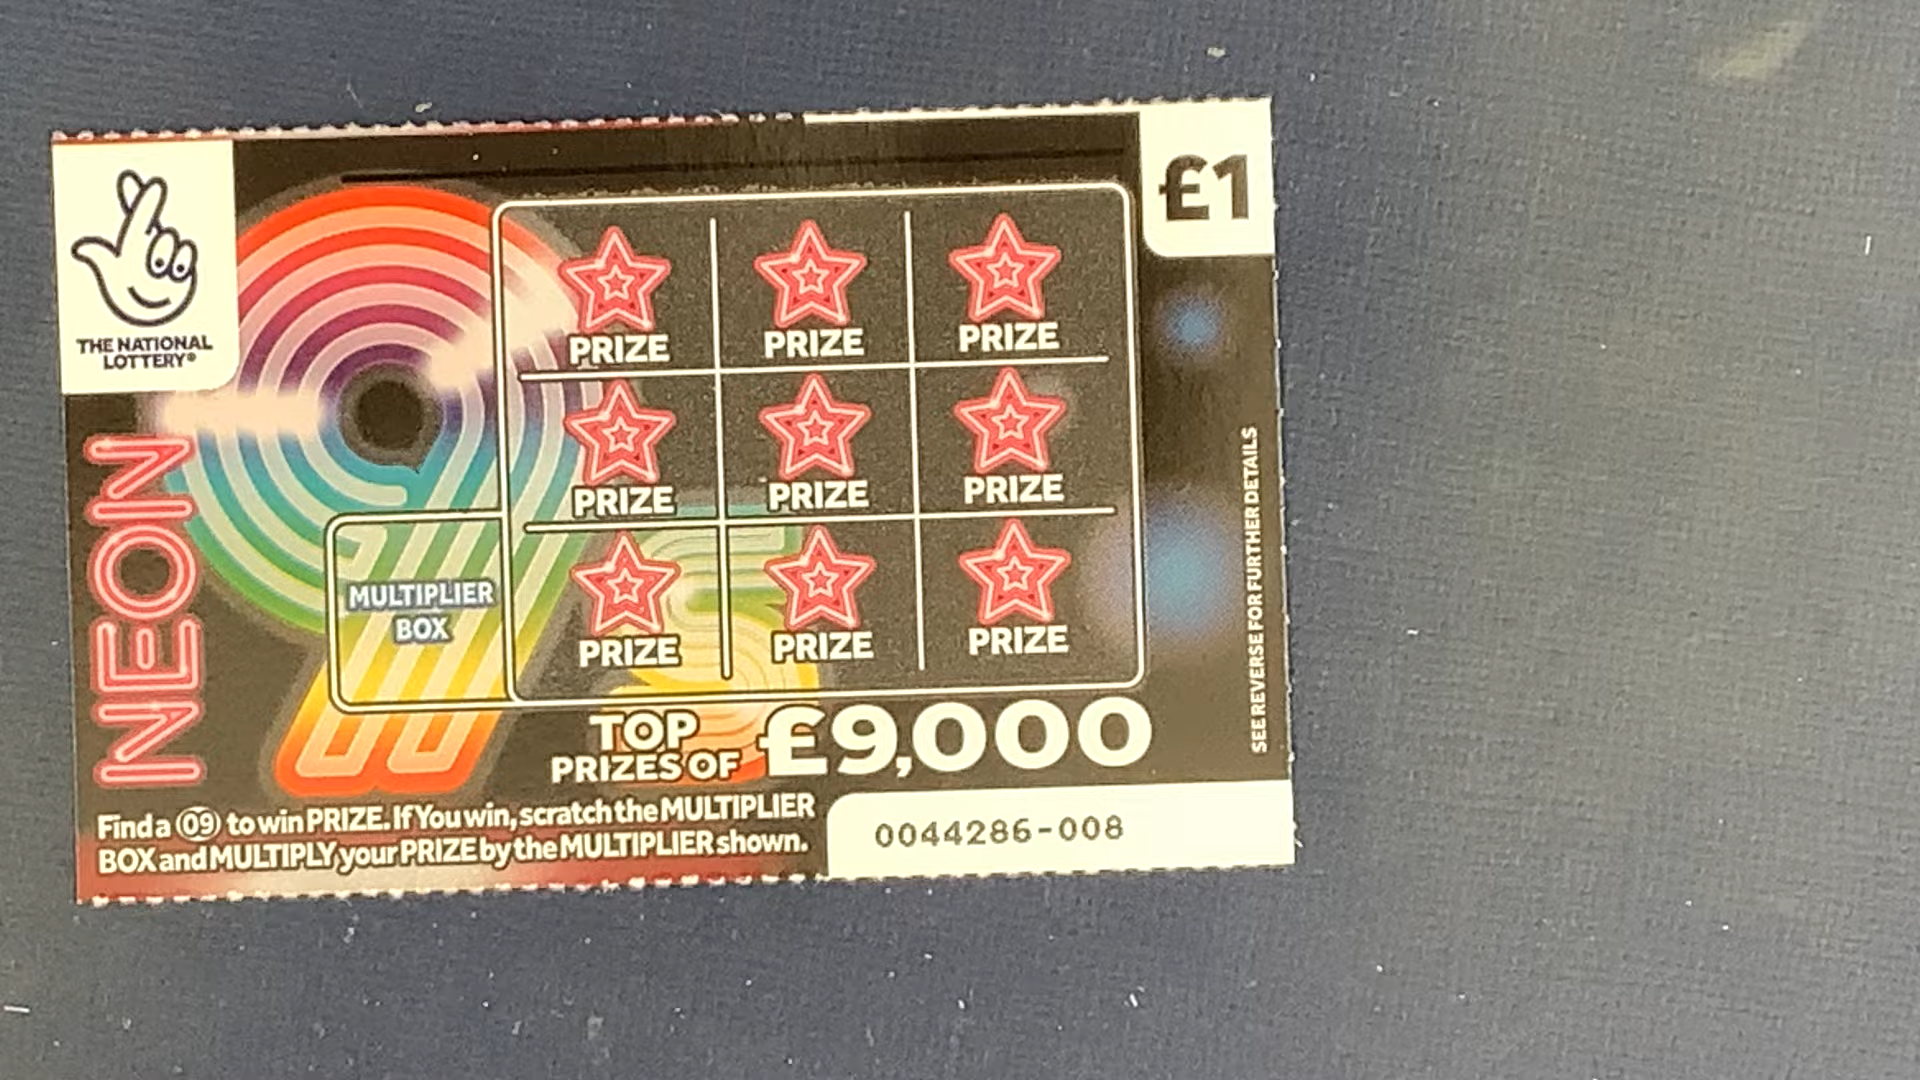 THE NATIONAL
LOTTERY®
£1
NEON
PRIZE PRIZE PRIZE
PRIZE PRIZE PRIZE
MULTIPLIER
BOX
PRIZE PRIZE PRIZE
TOP
PRIZES OF £9,000
Find a 09 to win PRIZE. If You win, scratch the MULTIPLIER
BOX and MULTIPLY your PRIZE by the MULTIPLIER shown.
0044286-008
SEE REVERSE FOR FURTHER DETAILS